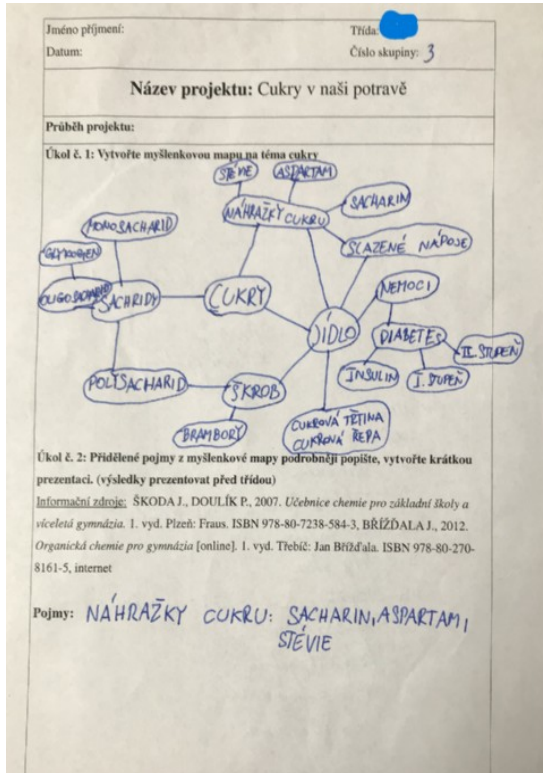 Jméno příjmení:
Třída:
Datum:
Číslo skupiny: 3
Název projektu: Cukry v naši potravě
Průběh projektu:
Úkol č. 1: Vytvořte myšlenkovou mapu na téma cukry
STÉVIE
ASPARTAM
SACHARIN
NÁHRAŽKY CUKRU
MONOSACHARID
SLAZENÉ NÁPOJE
GLYKOGEN
NEMOCI
OLIGOSACHARID
SACHRIDY
CUKRY
JÍDLO
DIABETES
II. STUPEŇ
INSULIN
I. STUPEŇ
POLYSACHARID
ŠKROB
CUKROVÁ TŘTINA
CUKROVÁ ŘEPA
BRAMBORY
Úkol č. 2: Přidělené pojmy z myšlenkové mapy podrobněji popište, vytvořte krátkou
prezentaci. (výsledky prezentovat před třídou)
Informační zdroje: ŠKODA J., DOULÍK P., 2007. Učebnice chemie pro základní školy a
víceletá gymnázia. 1. vyd. Plzeň: Fraus. ISBN 978-80-7238-584-3, BŘÍŽĎALA J., 2012.
Organická chemie pro gymnázia [online]. 1. vyd. Třebíč: Jan Břížďala. ISBN 978-80-270-
8161-5, internet
Pojmy: NÁHRAŽKY CUKRU: SACHARIN, ASPARTAM,
STÉVIE